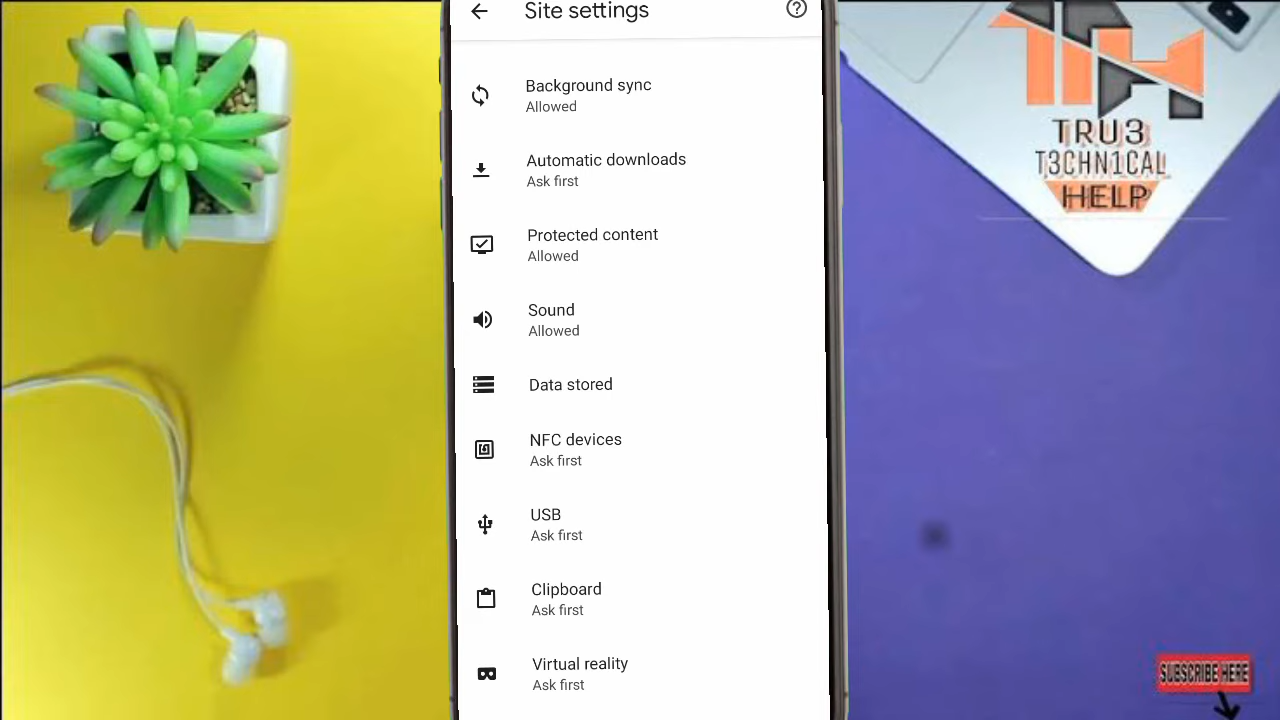 Site settings
Background sync
Allowed
Automatic downloads
Ask first
Protected content
Allowed
Sound
Allowed
Data stored
NFC devices
Ask first
USB
Ask first
Clipboard
Ask first
Virtual reality
Ask first
TRU3
T3CHN1CAL
HELP
SUBSCRIBE HERE